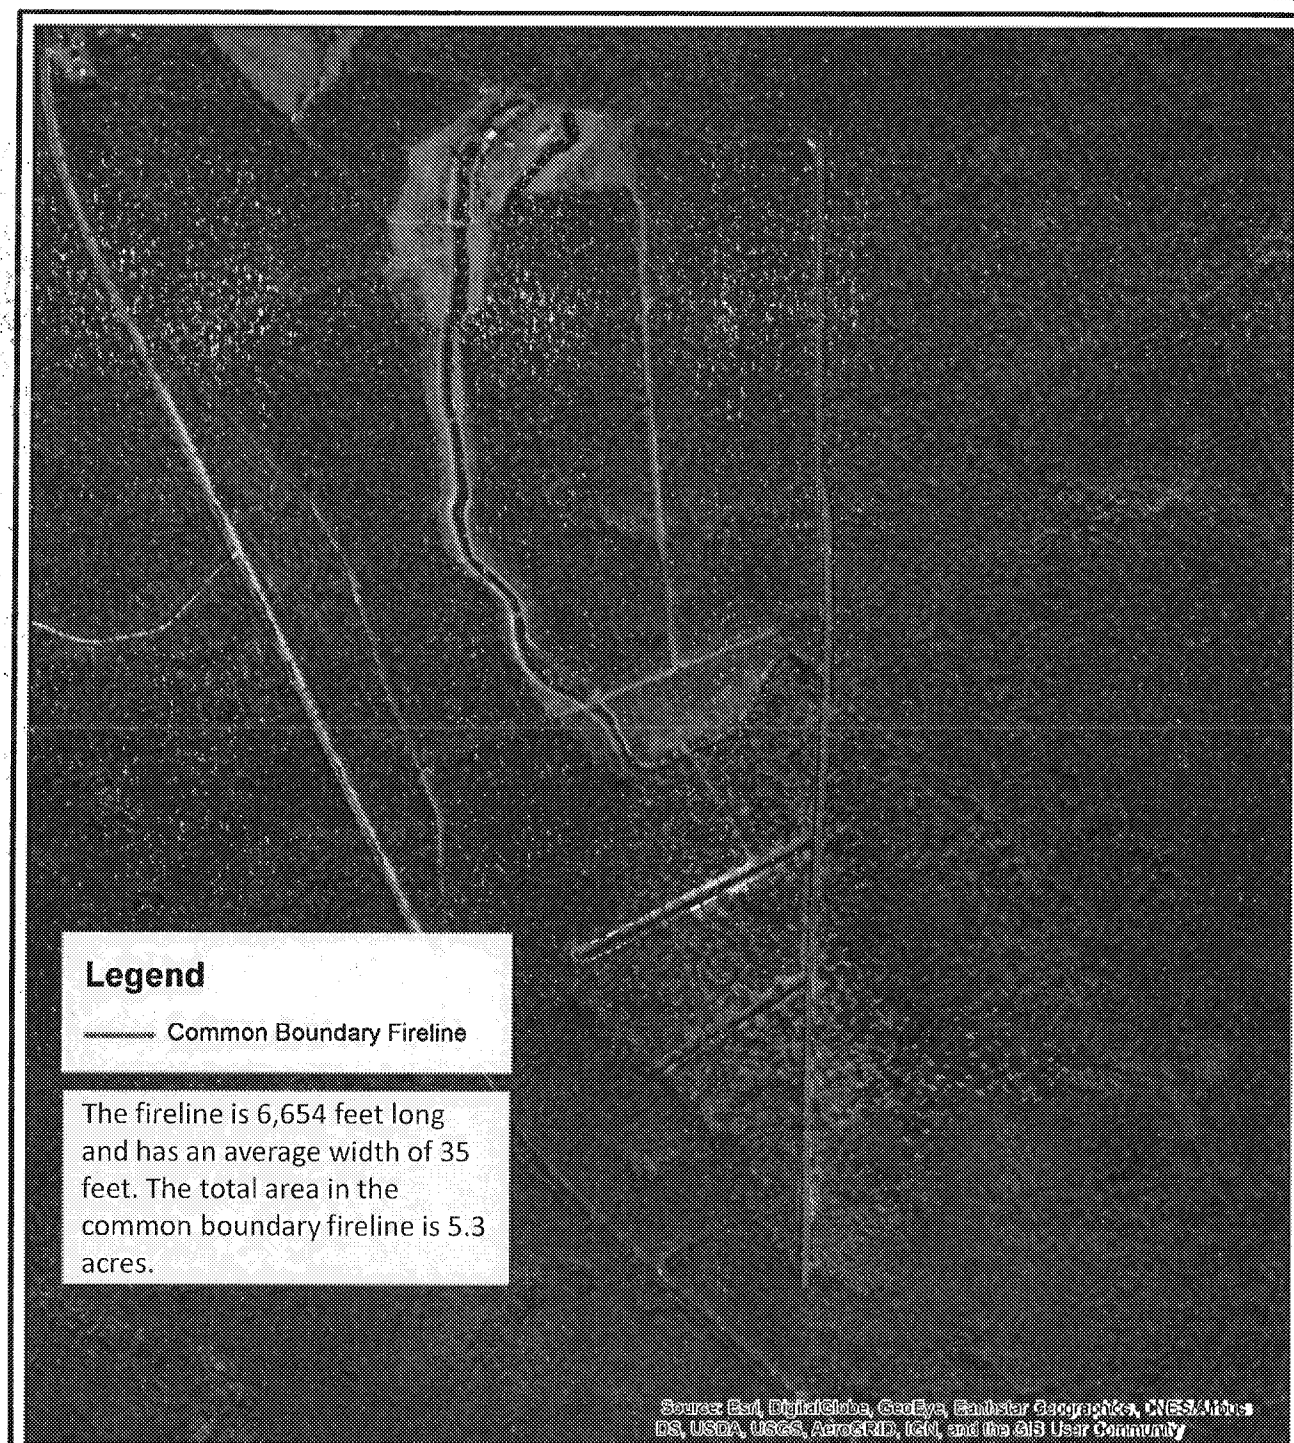 Legend
Common Boundary Fireline
The fireline is 6,654 feet long
and has an average width of 35
feet. The total area in the
common boundary fireline is 5.3
acres.
Source: Esri, DigitalGlobe, GeoEye, Earthstar Geographics, CNES/Airbus
DS, USDA, USGS, AeroGRID, IGN, and the GIS User Community